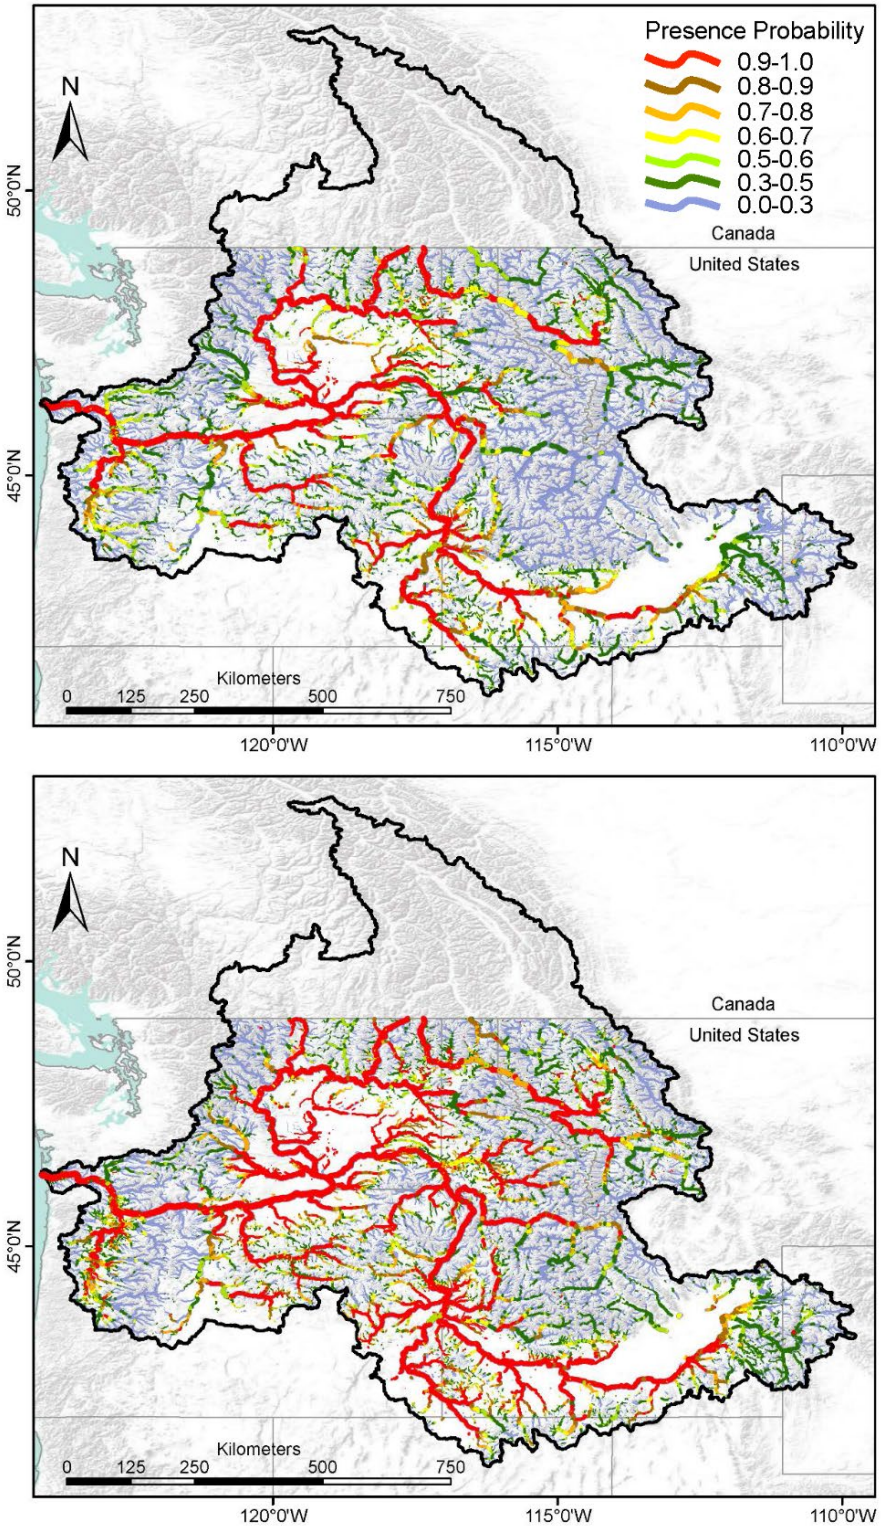 Presence Probability
0.9-1.0
0.8-0.9
0.7-0.8
0.6-0.7
0.5-0.6
0.3-0.5
0.0-0.3
N
50°0'N
Canada
United States
45°0'N
Kilometers
0 125 250 500 750
120°0'W 115°0'W 110°0'W
N
50°0'N
Canada
United States
45°0'N
Kilometers
0 125 250 500 750
120°0'W 115°0'W 110°0'W